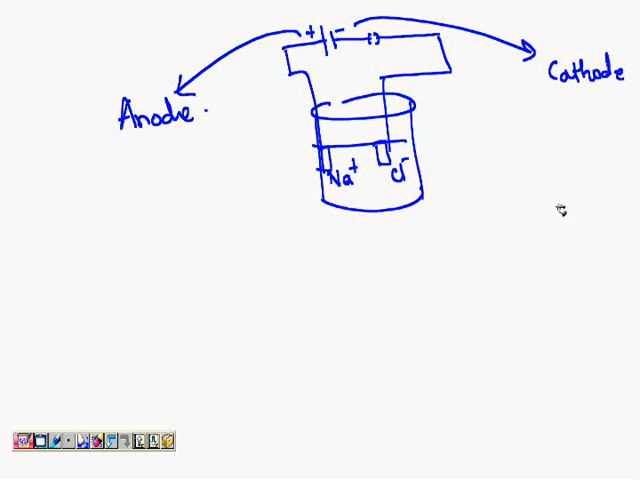 + -
Cathode
Anode.
Na+ Cl-